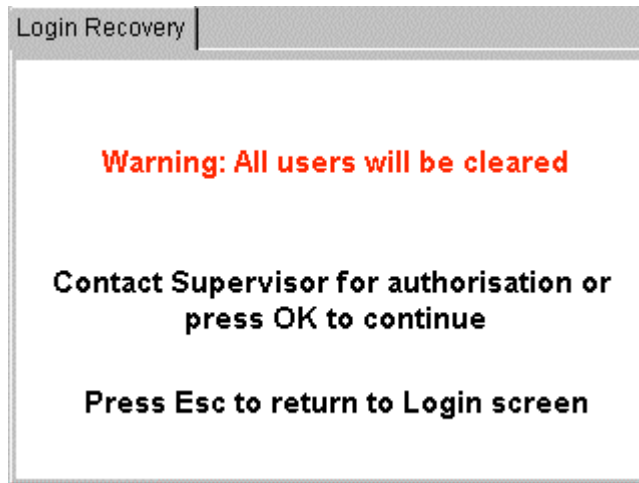 Login Recovery
Warning: All users will be cleared
Contact Supervisor for authorisation or
press OK to continue
Press Esc to return to Login screen